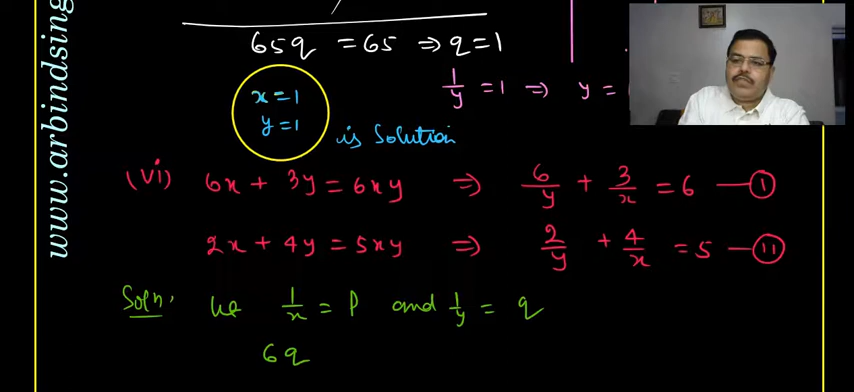 www.arbindsing
65q = 65 ⇒ q = 1
1/y = 1 ⇒ y =
x = 1
y = 1
is Solution
(vi) 6x + 3y = 6xy ⇒ 6/y + 3/x = 6 — (I)
2x + 4y = 5xy ⇒ 2/y + 4/x = 5 — (II)
Soln. Let 1/x = P and 1/y = q
6q